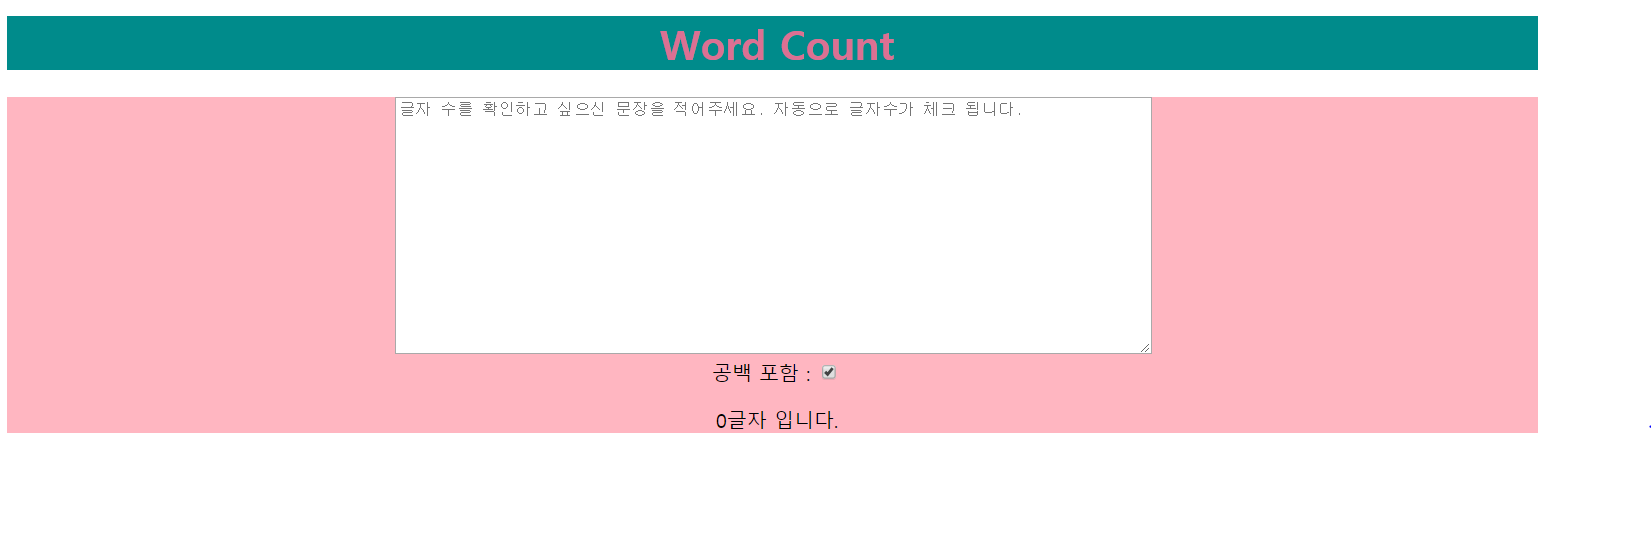 Word Count
글자 수를 확인하고 싶으신 문장을 적어주세요. 자동으로 글자수가 체크 됩니다.
공백 포함 :
0글자 입니다.